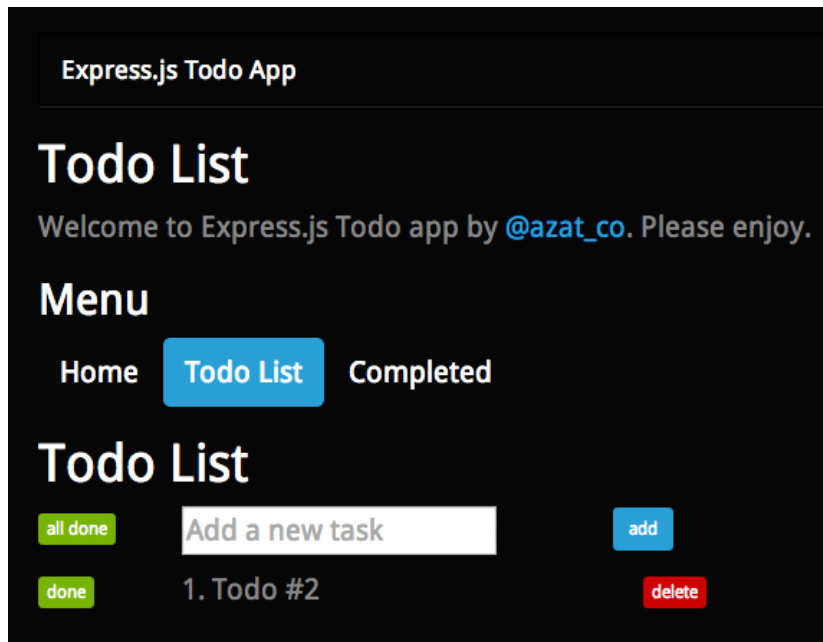 Express.js Todo App
Todo List
Welcome to Express.js Todo app by @azat_co. Please enjoy.
Menu
Home Todo List Completed
Todo List
all done Add a new task add
done 1. Todo #2 delete